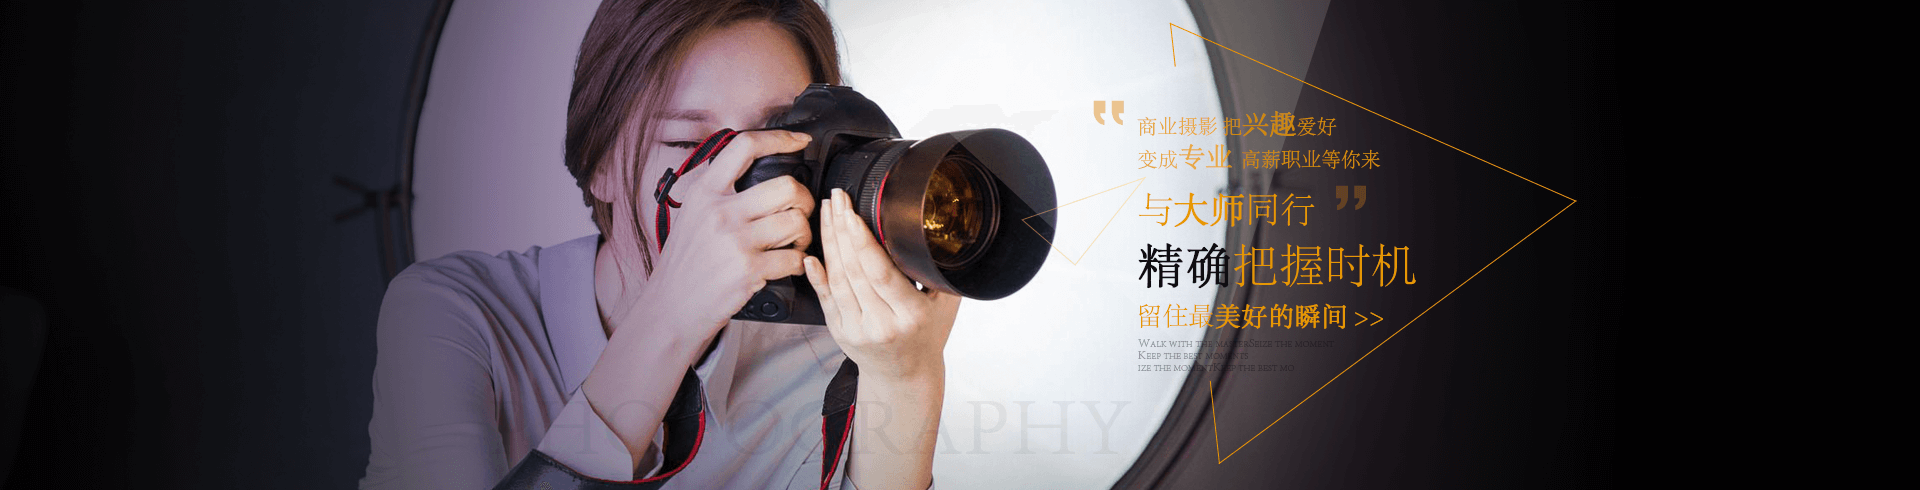 商业摄影 把兴趣爱好
变成专业 高薪职业等你来
与大师同行
精确把握时机
留住最美好的瞬间 >>
WALK WITH THE MASTERSEIZE THE MOMENT
KEEP THE BEST MOMENTS
IZE THE MOMENTKEEP THE BEST MO
HOTOGRAPHY